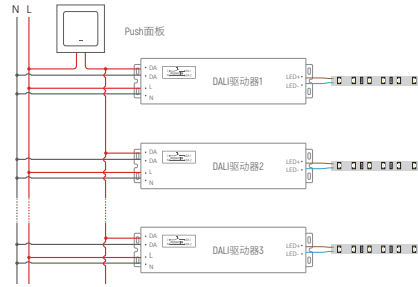 N L
Push面板
DA
DA
L
N
DALI驱动器1
LED+
LED-
DA
DA
L
N
DALI驱动器2
LED+
LED-
DA
DA
L
N
DALI驱动器3
LED+
LED-